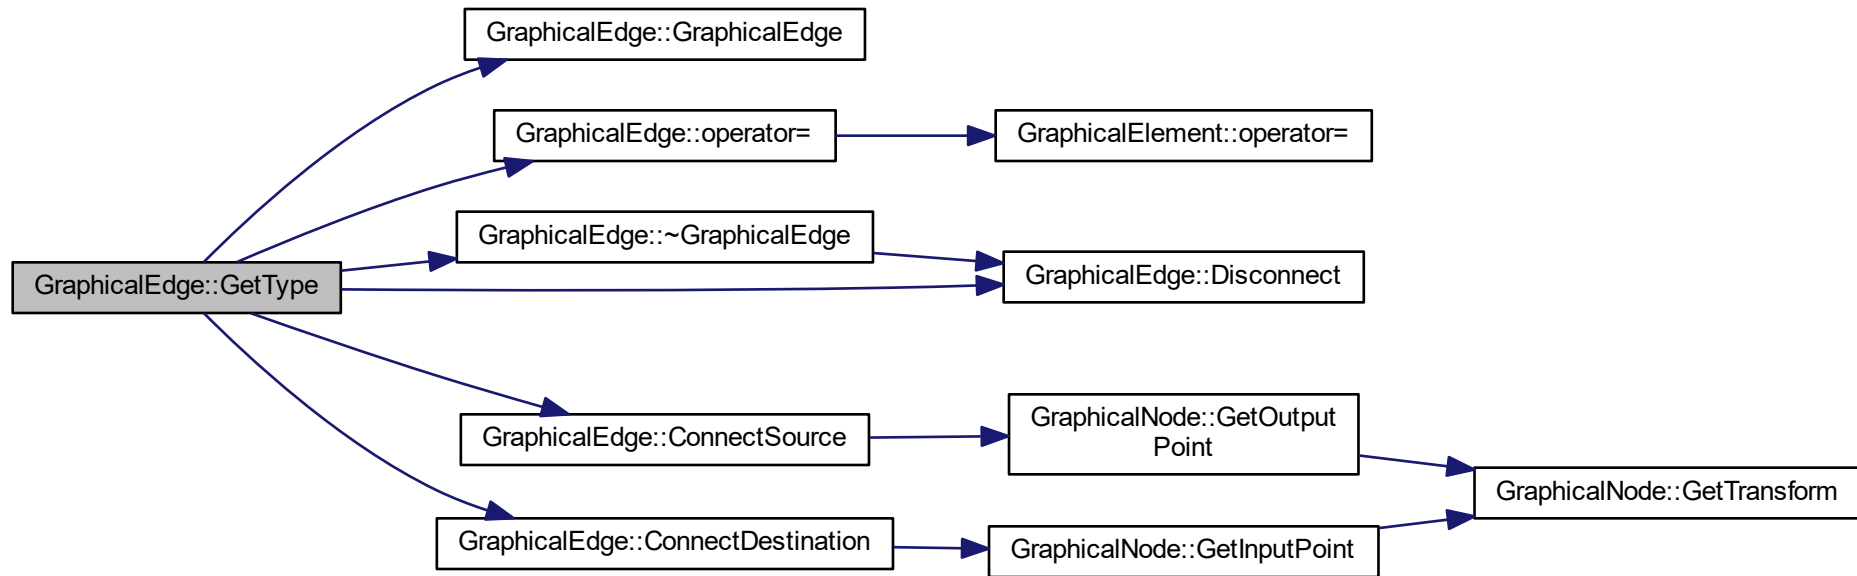 GraphicalEdge::GraphicalEdge
GraphicalEdge::operator=
GraphicalElement::operator=
GraphicalEdge::~GraphicalEdge
GraphicalEdge::GetType
GraphicalEdge::Disconnect
GraphicalEdge::ConnectSource
GraphicalNode::GetOutput
Point
GraphicalNode::GetTransform
GraphicalEdge::ConnectDestination
GraphicalNode::GetInputPoint